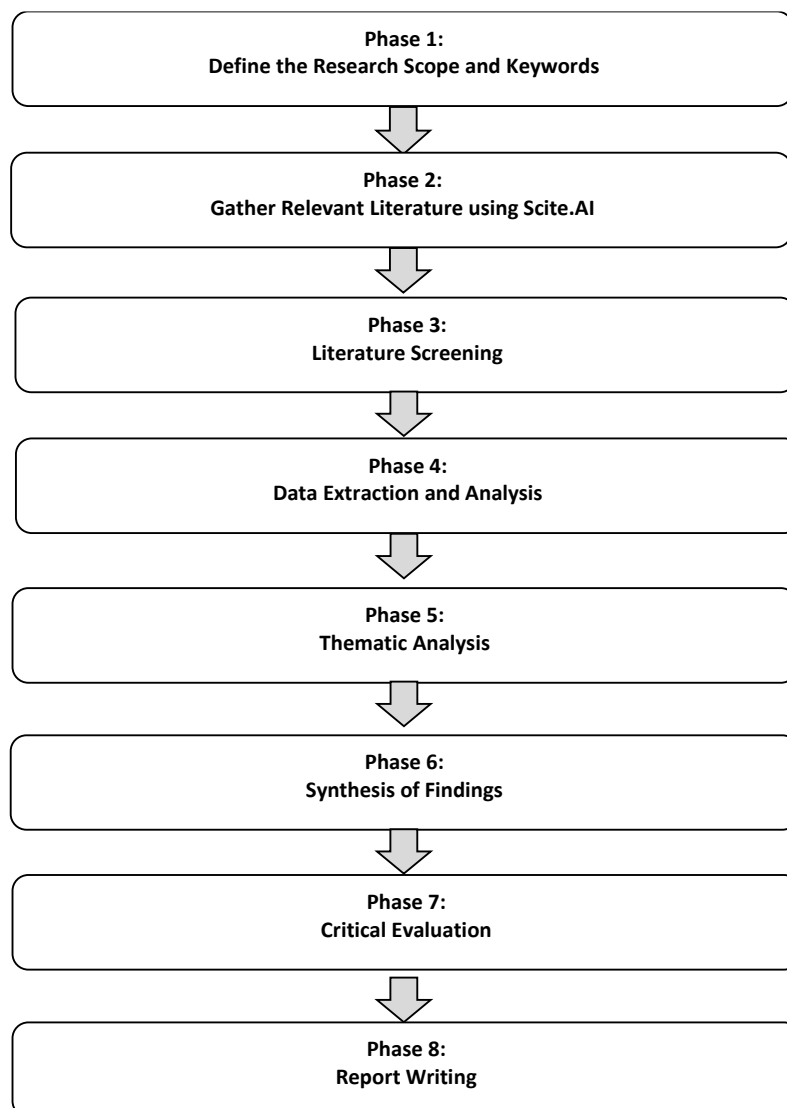 Phase 1:
Define the Research Scope and Keywords
Phase 2:
Gather Relevant Literature using Scite.AI
Phase 3:
Literature Screening
Phase 4:
Data Extraction and Analysis
Phase 5:
Thematic Analysis
Phase 6:
Synthesis of Findings
Phase 7:
Critical Evaluation
Phase 8:
Report Writing